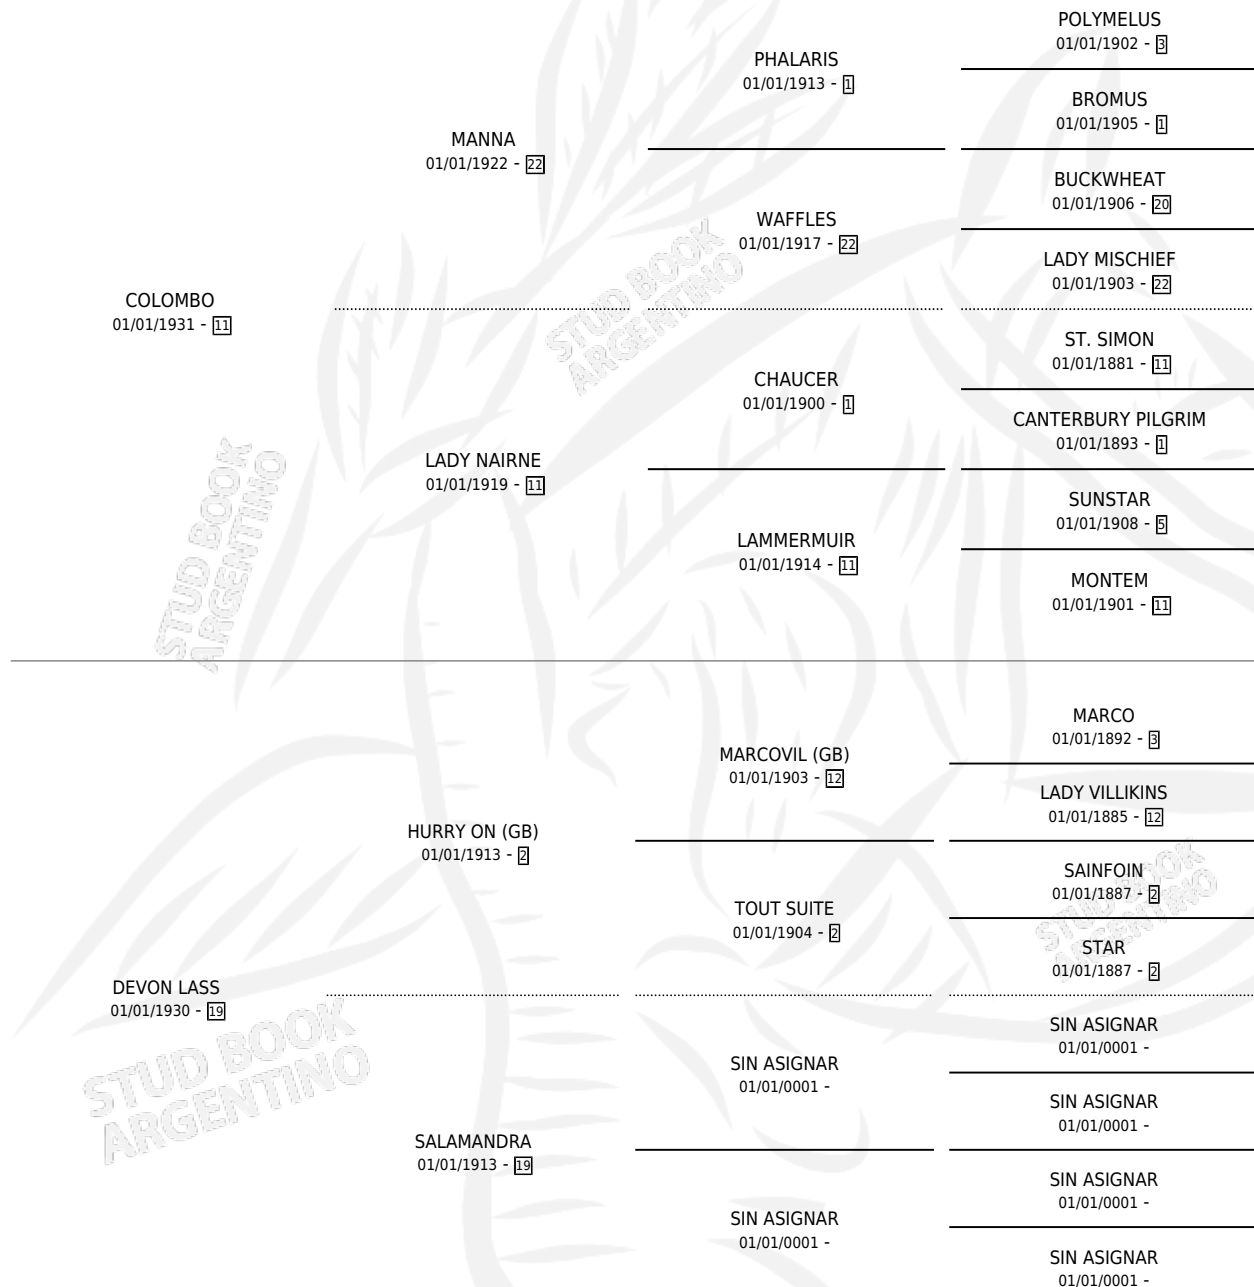 POLYMELUS
01/01/1902 - 3
PHALARIS
01/01/1913 - 1
BROMUS
01/01/1905 - 1
MANNA
01/01/1922 - 22
BUCKWHEAT
01/01/1906 - 20
WAFFLES
01/01/1917 - 22
LADY MISCHIEF
01/01/1903 - 22
COLOMBO
01/01/1931 - 11
STUD BOOK
ARGENTINO
ST. SIMON
01/01/1881 - 11
CHAUCER
01/01/1900 - 1
CANTERBURY PILGRIM
01/01/1893 - 1
LADY NAIRNE
01/01/1919 - 11
SUNSTAR
01/01/1908 - 5
LAMMERMUIR
01/01/1914 - 11
MONTEM
01/01/1901 - 11
STUD BOOK
ARGENTINO
MARCO
01/01/1892 - 3
MARCOVIL (GB)
01/01/1903 - 12
LADY VILLIKINS
01/01/1885 - 12
HURRY ON (GB)
01/01/1913 - 2
SAINFOIN
01/01/1887 - 2
TOUT SUITE
01/01/1904 - 2
STAR
01/01/1887 - 2
STUD BOOK
ARGENTINO
DEVON LASS
01/01/1930 - 19
SIN ASIGNAR
01/01/0001 -
SIN ASIGNAR
01/01/0001 -
SIN ASIGNAR
01/01/0001 -
STUD BOOK
ARGENTINO
SALAMANDRA
01/01/1913 - 19
SIN ASIGNAR
01/01/0001 -
SIN ASIGNAR
01/01/0001 -
SIN ASIGNAR
01/01/0001 -